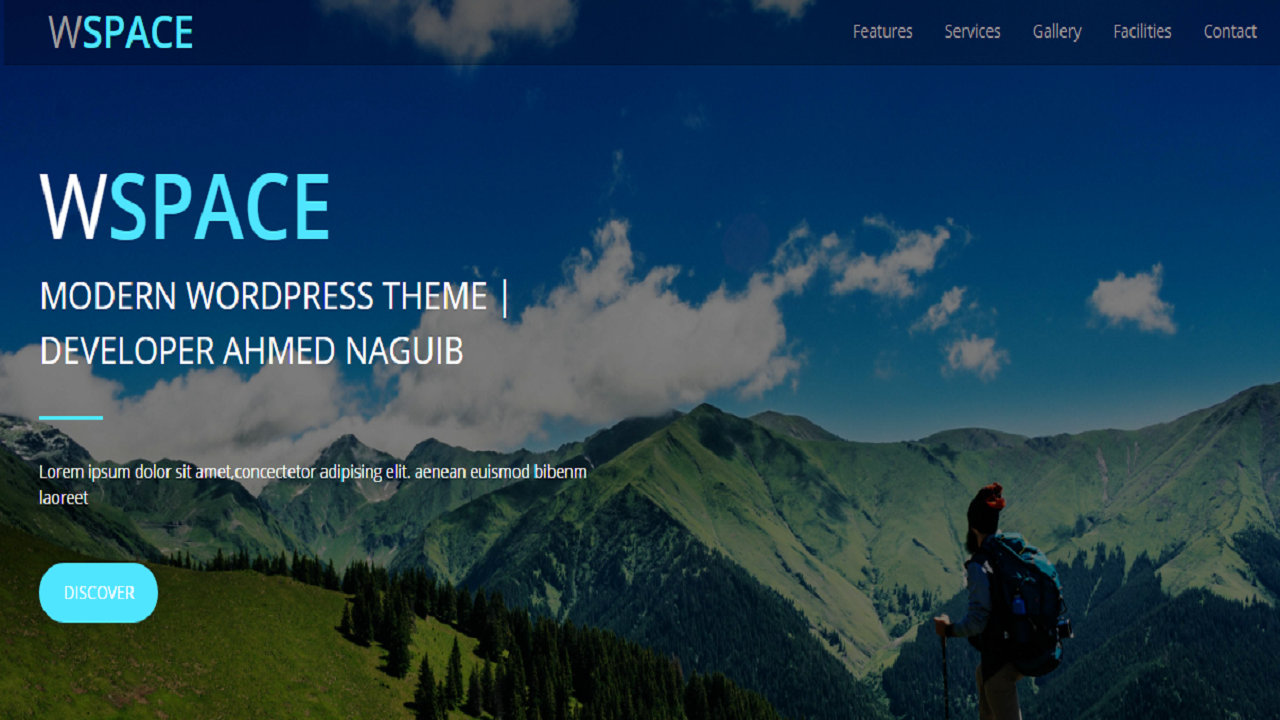 WSPACE
Features Services Gallery Facilities Contact
WSPACE
MODERN WORDPRESS THEME |
DEVELOPER AHMED NAGUIB
Lorem ipsum dolor sit amet,concectetor adipising elit. aenean euismod bibenm
laoreet
DISCOVER